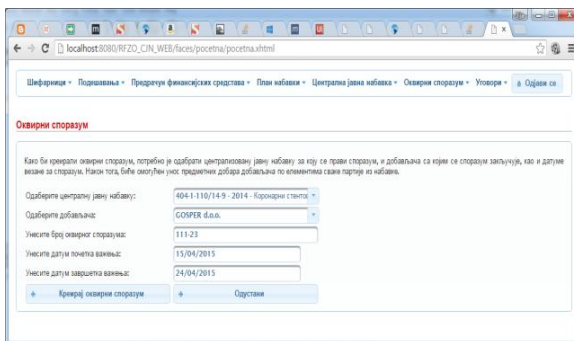 localhost:8080/RFZO_CJN_WEB/faces/pocetna/pocetna.xhtml
Шифарници Подешавања Предрачун финансијских средстава План набавки Централна јавна набавка Оквирни споразум Уговори Одјави се
Оквирни споразум
Како би креирали оквирни споразум, потребно је одабрати централизовану јавну набавку за коју се прави споразум, и добављача са којим се споразум закључује, као и датуме
везане за споразум. Након тога, биће омогућен унос предметних добара добављача по елементима сваке партије из набавке.
Одаберите централну јавну набавку: 404-1-110/14-9 - 2014 - Коронарни стентов
Одаберите добављача: GOSPER d.o.o.
Унесите број оквирног споразума: 111-23
Унесите датум почетка важења: 15/04/2015
Унесите датум завршетка важења: 24/04/2015
+ Креирај оквирни споразум + Одустани